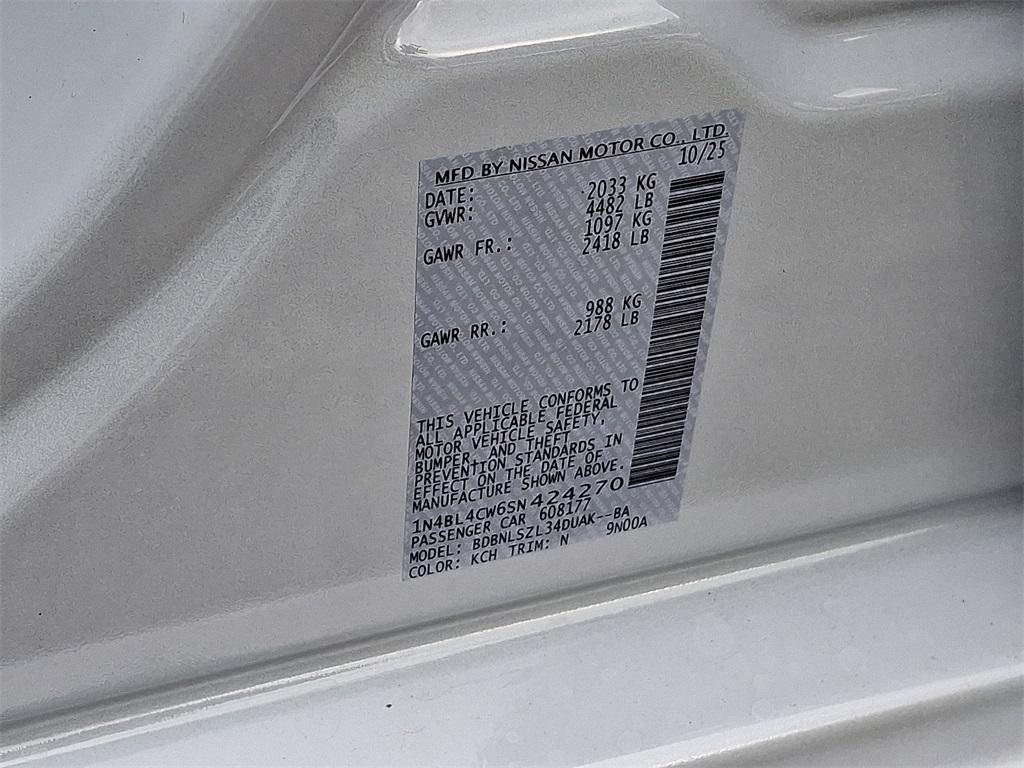 MFD BY NISSAN MOTOR CO., LTD.
DATE: 10/25
GVWR: 2033 KG
4482 LB
GAWR FR.: 1097 KG
2418 LB
GAWR RR.: 988 KG
2178 LB
THIS VEHICLE CONFORMS TO
ALL APPLICABLE FEDERAL
MOTOR VEHICLE SAFETY,
BUMPER, AND THEFT
PREVENTION STANDARDS IN
EFFECT ON THE DATE OF
MANUFACTURE SHOWN ABOVE.
1N4BL4CW6SN424270
PASSENGER CAR 608177
MODEL: BDBNLSZL34DUAK--BA
COLOR: KCH TRIM: N 9N00A